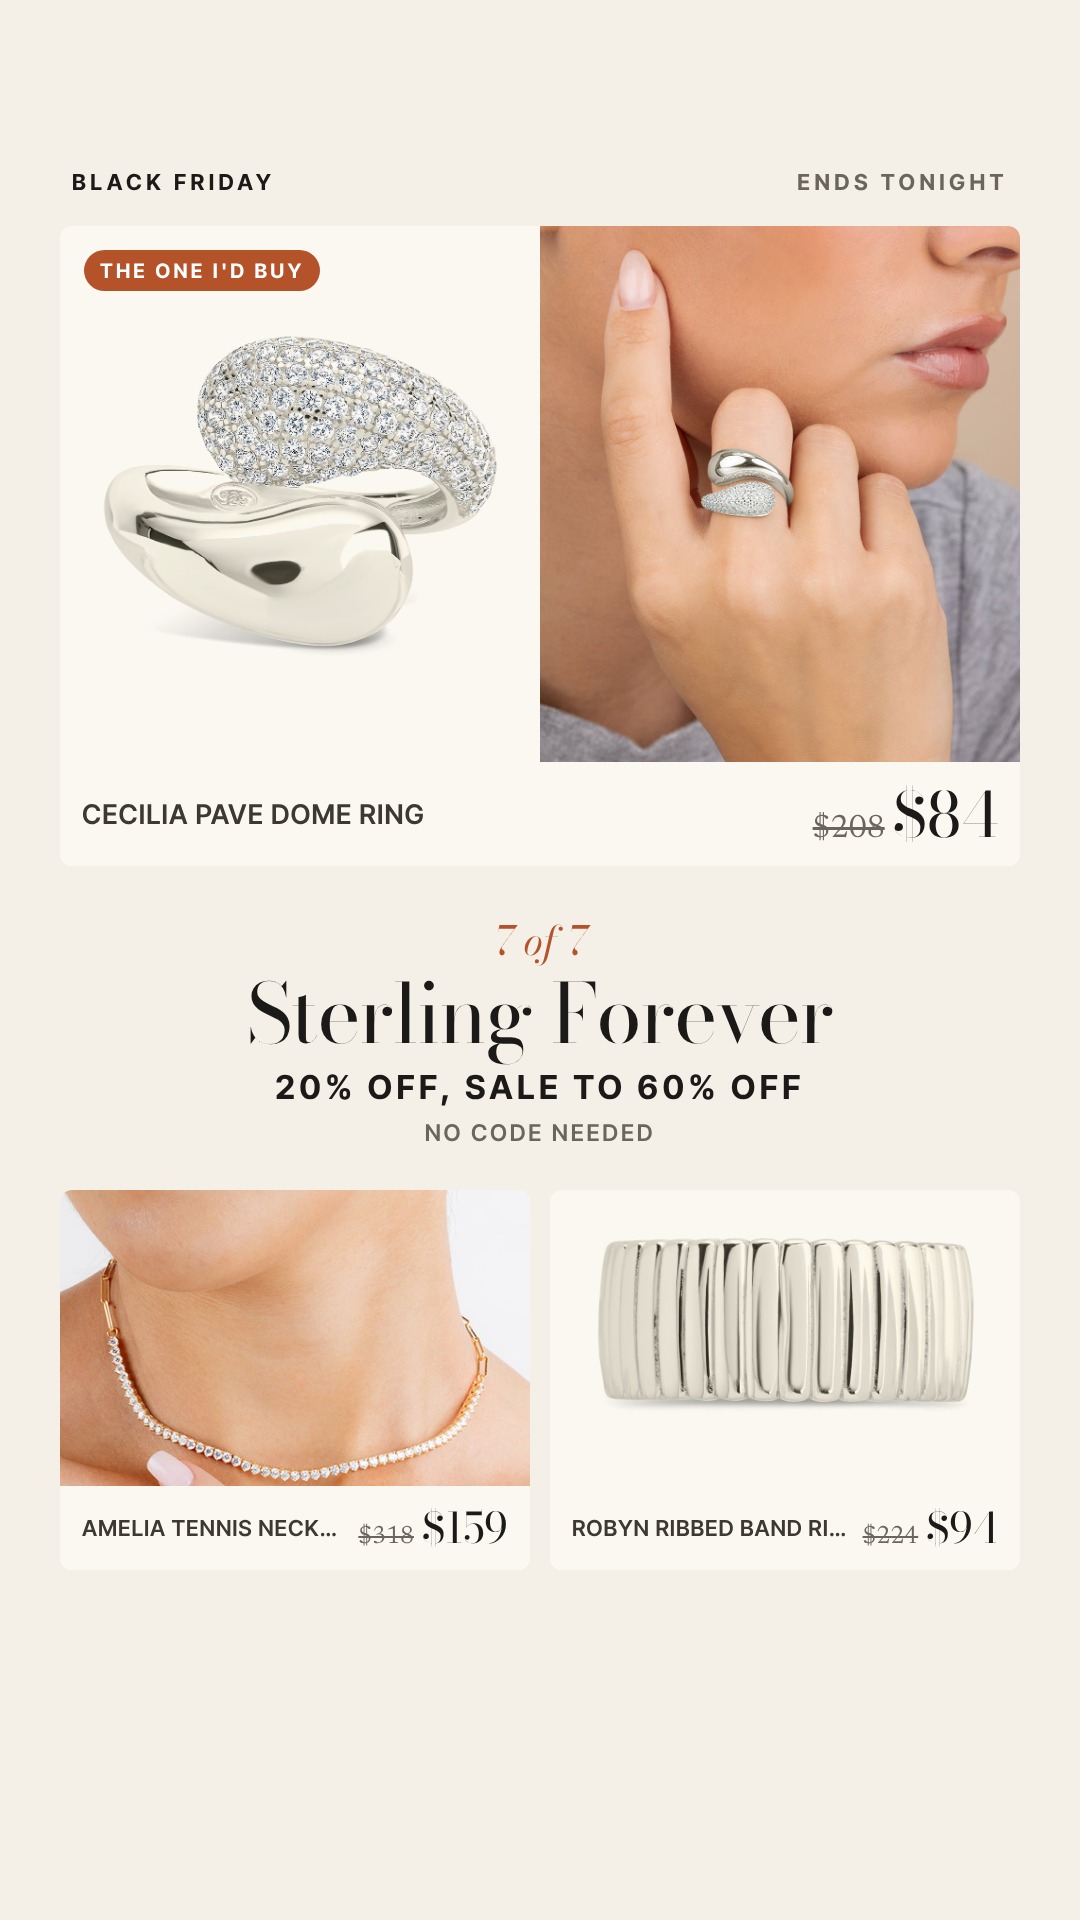 BLACK FRIDAY
ENDS TONIGHT
THE ONE I'D BUY
CECILIA PAVE DOME RING
$208 $84
7 of 7
Sterling Forever
20% OFF, SALE TO 60% OFF
NO CODE NEEDED
AMELIA TENNIS NECK... $318 $159
ROBYN RIBBED BAND RI... $224 $94